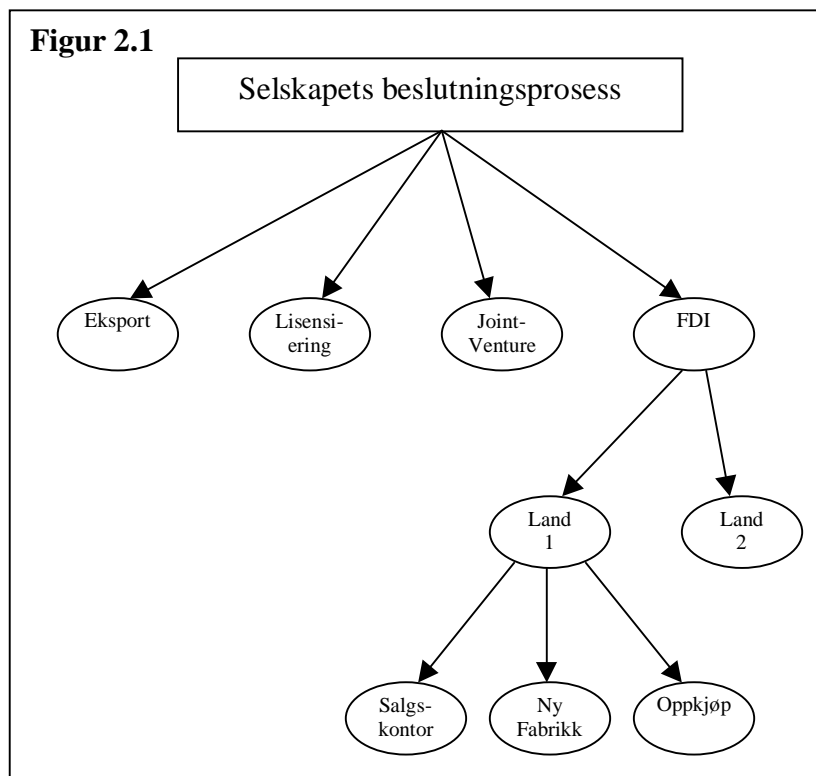 Figur 2.1
Selskapets beslutningsprosess
Eksport
Lisensi-
ering
Joint-
Venture
FDI
Land
1
Land
2
Salgs-
kontor
Ny
Fabrikk
Oppkjøp